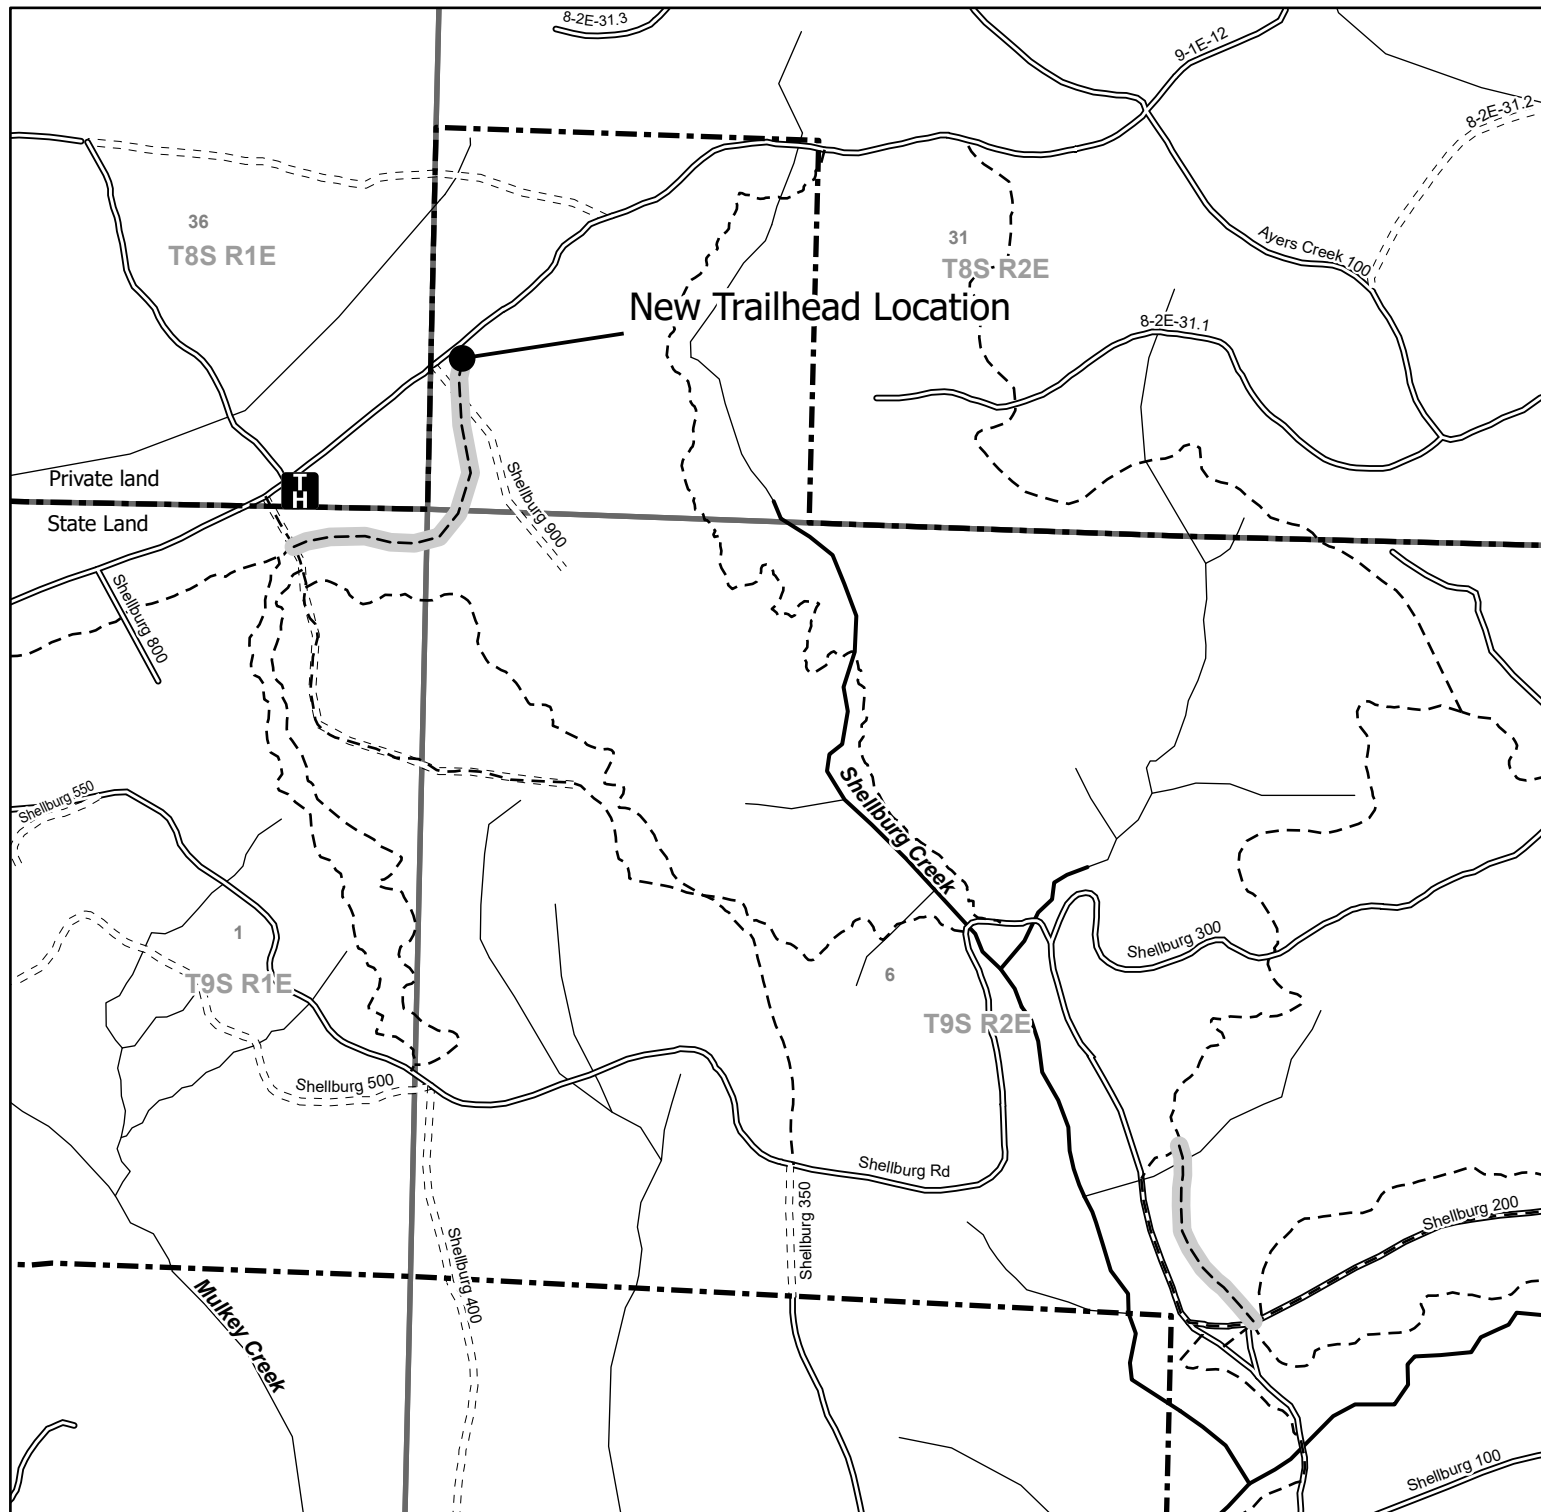 8-2E-31.3
9-1E-12
8-2E-31.2
36
T8S R1E
31
T8S R2E
Ayers Creek 100
New Trailhead Location
8-2E-31.1
Private land
T
H
State Land
Shellburg 900
Shellburg 800
Shellburg 550
Shellburg Creek
1
T9S R1E
6
T9S R2E
Shellburg 300
Shellburg 500
Shellburg Rd
Shellburg 350
Shellburg 200
Shellburg 400
Mulkey Creek
Shellburg 100